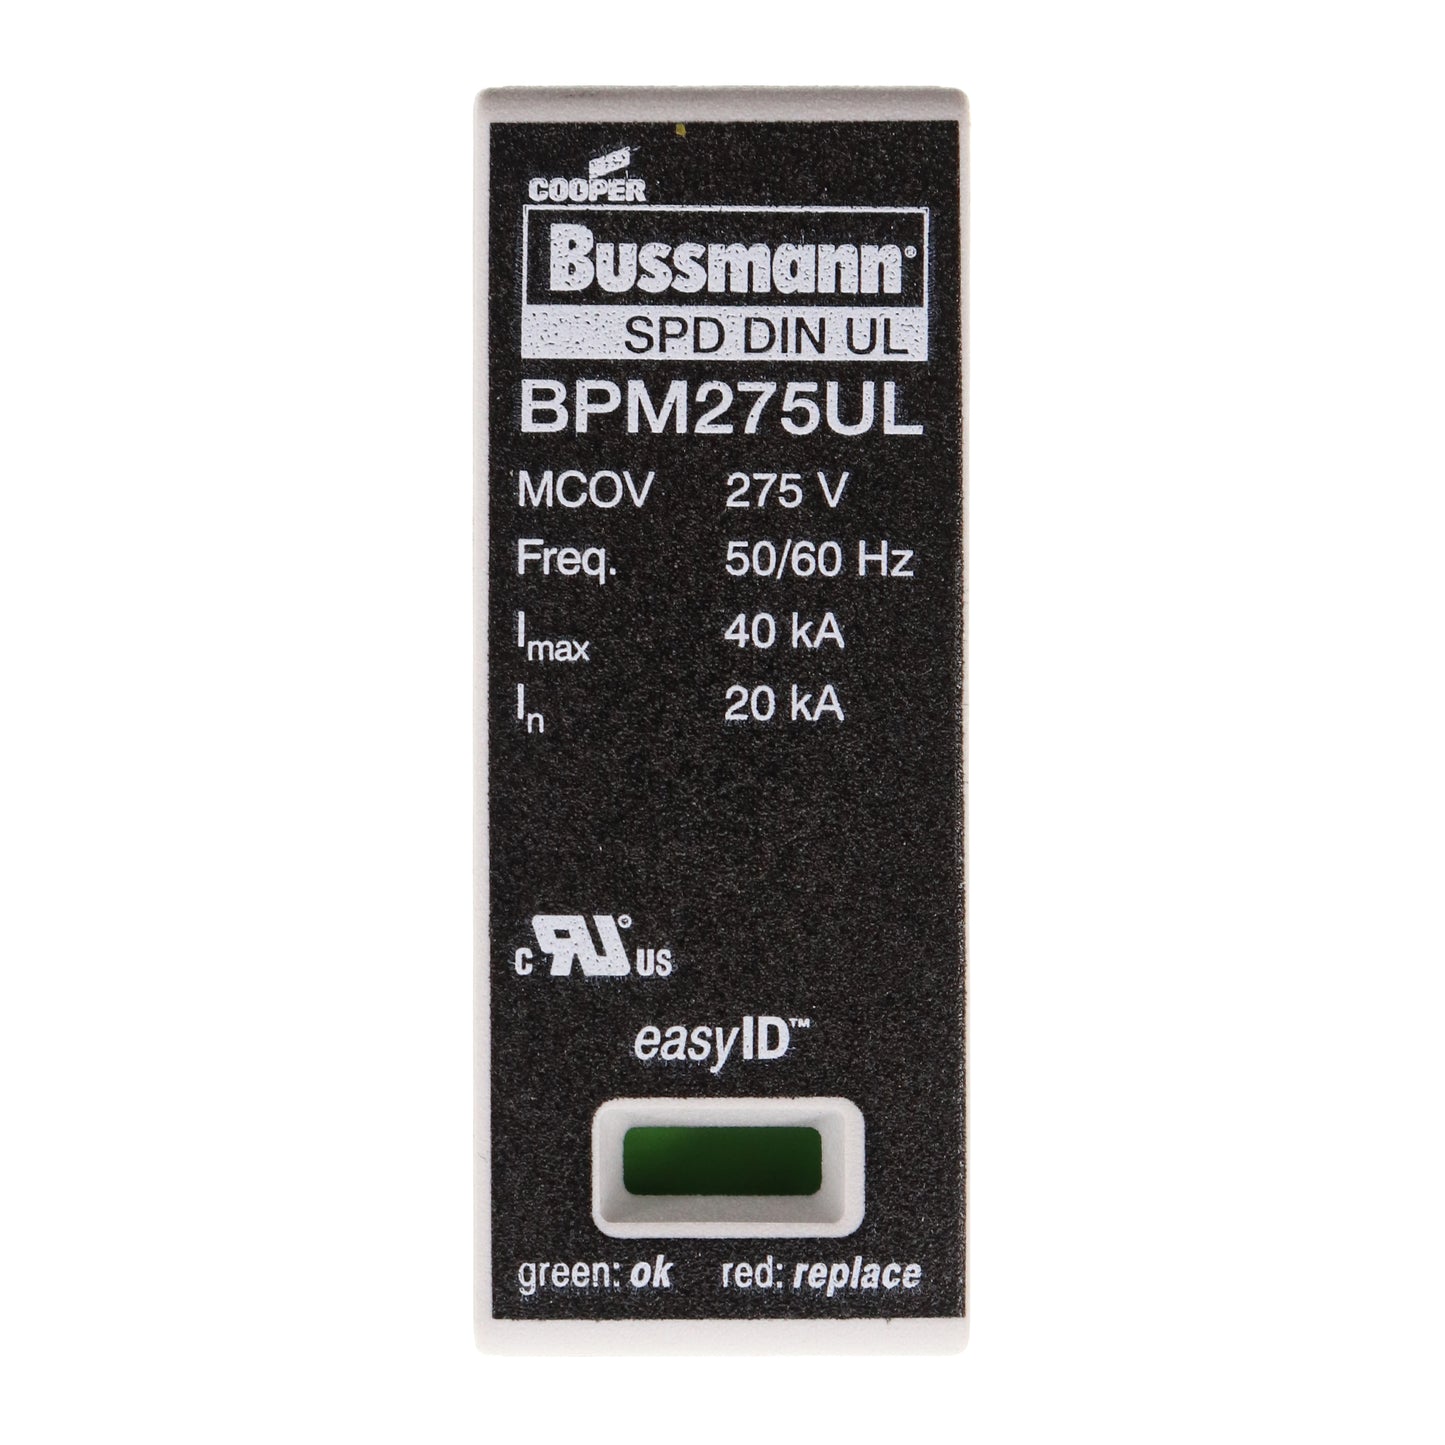 COOPER
Bussmann®
SPD DIN UL
BPM275UL
MCOV 275 V
Freq. 50/60 Hz
Imax 40 kA
In 20 kA
c RU® US
easyID™
green: ok red: replace